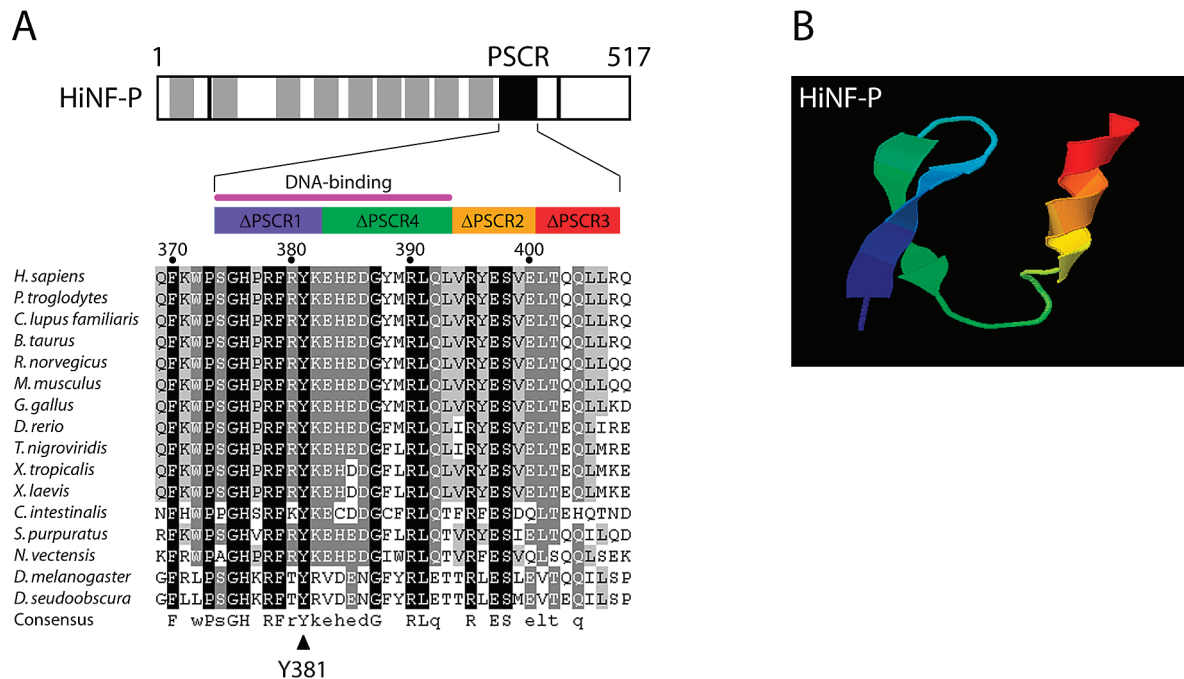 A
B
1 PSCR 517
HiNF-P
HiNF-P
DNA-binding
ΔPSCR1 ΔPSCR4 ΔPSCR2 ΔPSCR3
370 380 390 400
H. sapiens QFKWPSGHPRFRYKEHEDGYMRLQLVRYESVELTQQLLRQ
P. troglodytes QFKWPSGHPRFRYKEHEDGYMRLQLVRYESVELTQQLLRQ
C. lupus familiaris QFKWPSGHPRFRYKEHEDGYMRLQLVRYESVELTQQLLRQ
B. taurus QFKWPSGHPRFRYKEHEDGYMRLQLVRYESVELTQQLLRQ
R. norvegicus QFKWPSGHPRFRYKEHEDGYMRLQLVRYESVELTQQLLQQ
M. musculus QFKWPSGHPRFRYKEHEDGYMRLQLVRYESVELTQQLLQQ
G. gallus QFKWPSGHPRFRYKEHEDGYMRLQLVRYESVELTEQLLKD
D. rerio QFKWPSGHPRFRYKEHEDGFMRLQLIRYESVELTEQLIRE
T. nigroviridis QFKWPSGHPRFRYKEHEDGFLRLQLIRYESVELTEQLMRE
X. tropicalis QFKWPSGHPRFRYKEHDDGFLRLQLVRYESVELTEQLMKE
X. laevis QFKWPSGHPRFRYKEHDDGFLRLQLVRYESVELTEQLMKE
C. intestinalis NFHWPPGHSRFKYKECDDGCFRLQTFRFESDQLTEHQTND
S. purpuratus RFKWPSGHVRFRYKEHEDGFLRLQTVRYESIELTQQILQD
N. vectensis KFRWPAGHPRFRYKEHEDGIWRLQTVRFESVQLSQQLSEK
D. melanogaster GFRLPSGHKRFTYRVDENGFYRLETTRLESLEVTQQILSP
D. seudoobscura GFLLPSGHKRFTYRVDENGFYRLETTRLESMEVTQQILSP
Consensus F wPsGH RFrYkehedG RLq R ES elt q
Y381